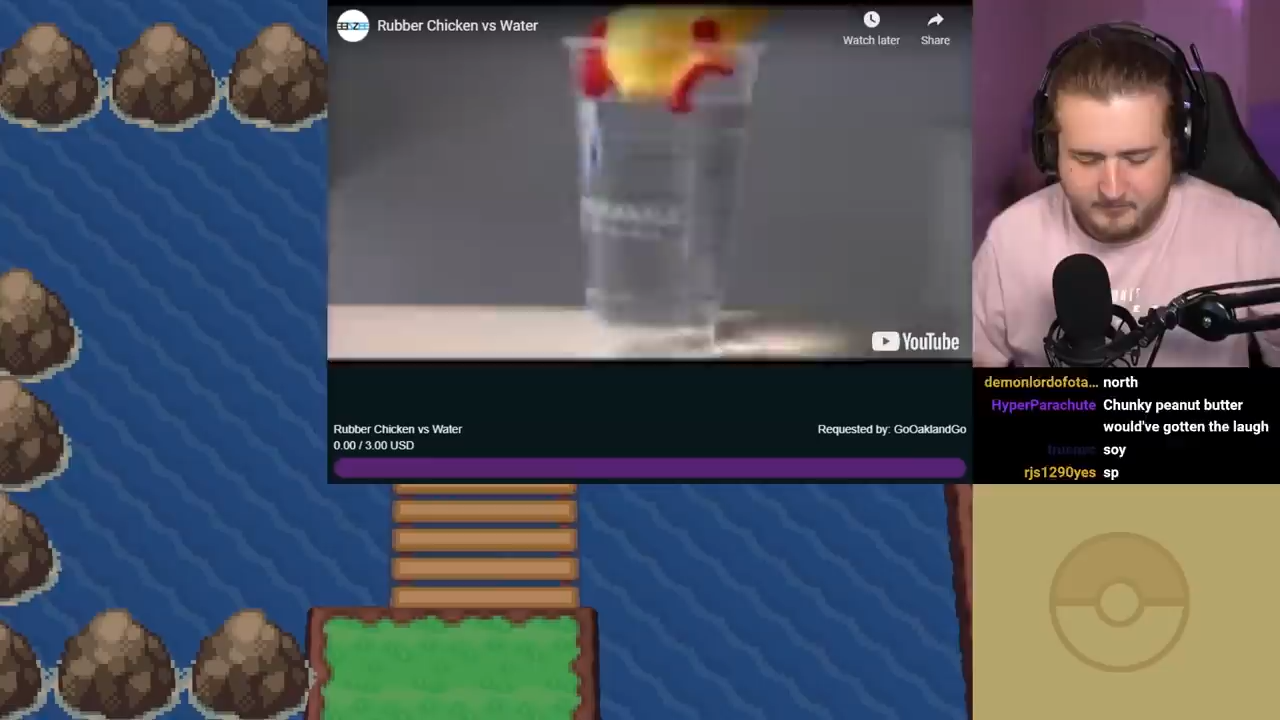 Rubber Chicken vs Water
Watch later
Share
YouTube
Rubber Chicken vs Water
Requested by: GoOaklandGo
0.00 / 3.00 USD
demonlordofota… north
HyperParachute Chunky peanut butter
would've gotten the laugh
soy
rjs1290yes sp